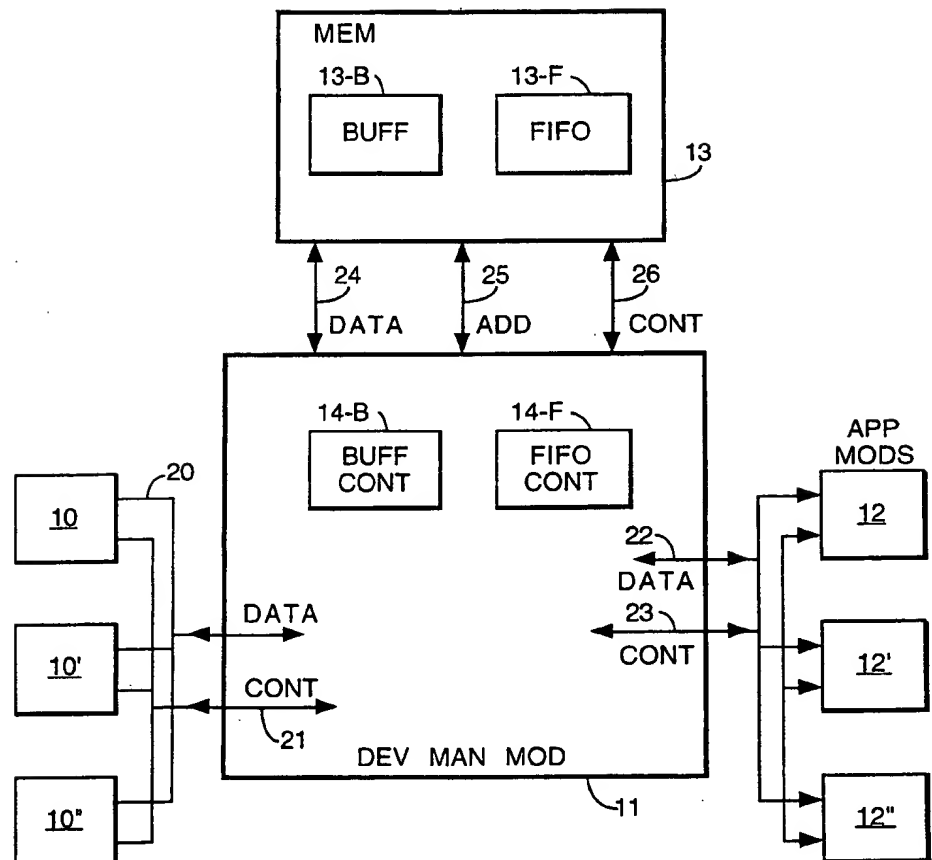 MEM
13-B
13-F
BUFF
FIFO
13
24
25
26
DATA
ADD
CONT
14-B
14-F
BUFF
CONT
FIFO
CONT
APP
MODS
20
10
12
22
DATA
DATA
23
CONT
10'
12'
CONT
21
DEV MAN MOD
11
10"
12"